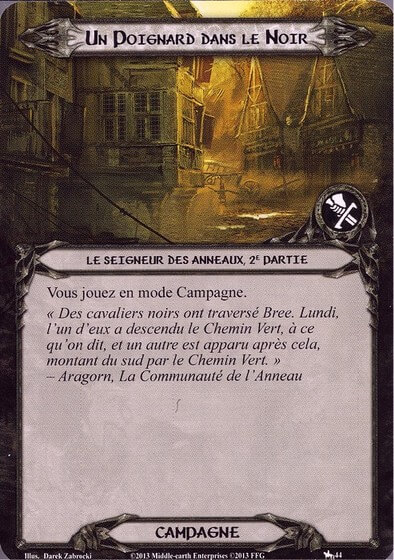 Un Poignard dans le Noir
Le Seigneur des Anneaux, 2e Partie
Vous jouez en mode Campagne.
« Des cavaliers noirs ont traversé Bree. Lundi,
l'un d'eux a descendu le Chemin Vert, à ce
qu'on dit, et un autre est apparu après cela,
montant du sud par le Chemin Vert. »
– Aragorn, La Communauté de l'Anneau
Campagne
Illus. Darek Zabrocki ©2013 Middle-earth Enterprises ©2013 FFG 44